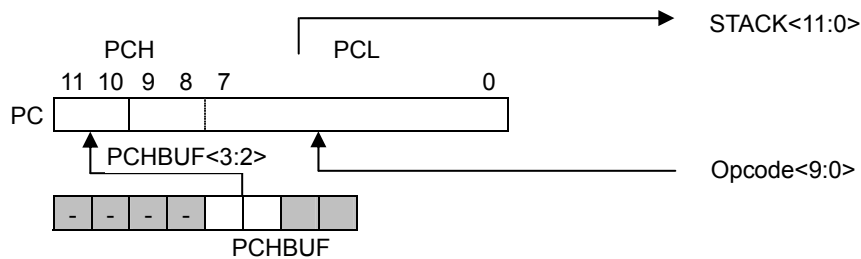 STACK<11:0>
PCH PCL
11 10 9 8 7 0
PC
PCHBUF<3:2>
Opcode<9:0>
- - - -
PCHBUF